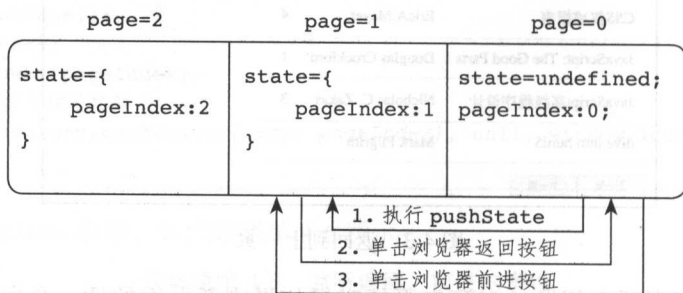 page=2 page=1 page=0
state={ state={ state=undefined;
pageIndex:2 pageIndex:1 pageIndex:0;
} }
1. 执行 pushState
2. 单击浏览器返回按钮
3. 单击浏览器前进按钮